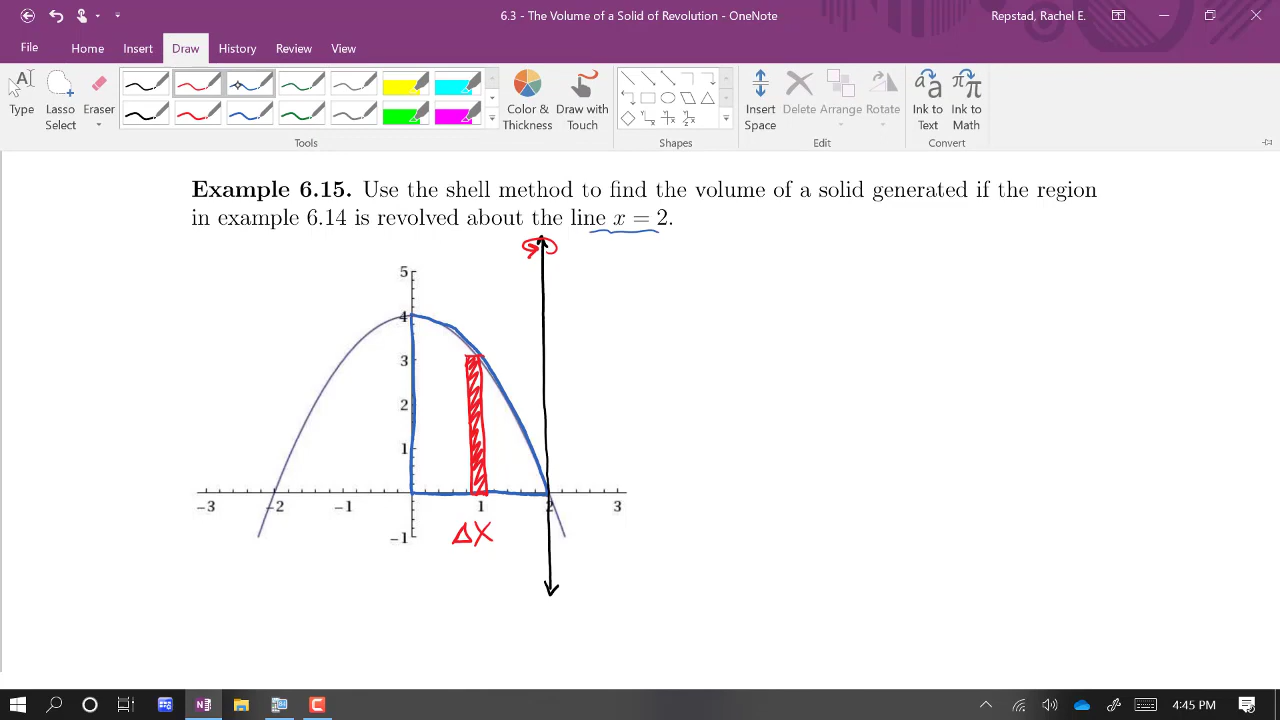 6.3 - The Volume of a Solid of Revolution - OneNote
Repstad, Rachel E.
File Home Insert Draw History Review View
Type
Lasso Select
Eraser
Color & Thickness
Draw with Touch
Insert Space
Delete Arrange Rotate
Ink to Text
Ink to Math
Tools Shapes Edit Convert
Example 6.15. Use the shell method to find the volume of a solid generated if the region
in example 6.14 is revolved about the line x = 2.
5
4
3
2
1
-3 -2 -1 1 2 3
-1
ΔX
4:45 PM